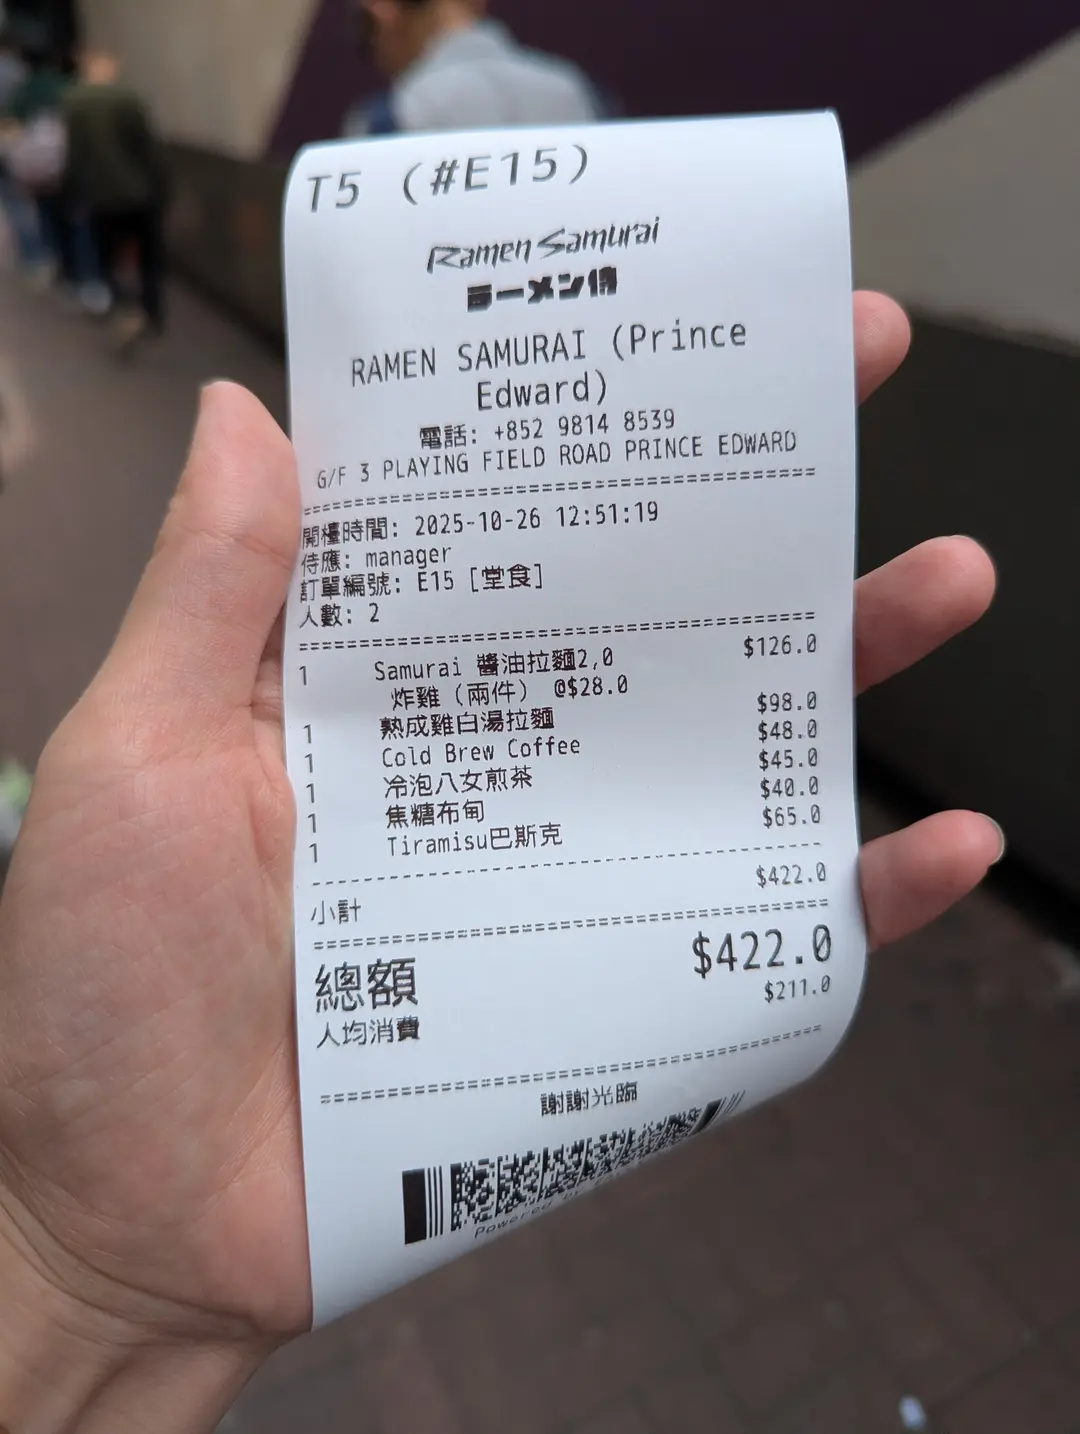 T5 (#E15)
Ramen Samurai
ラーメン侍
RAMEN SAMURAI (Prince
Edward)
電話: +852 9814 8539
G/F 3 PLAYING FIELD ROAD PRINCE EDWARD
開檯時間: 2025-10-26 12:51:19
侍應: manager
訂單編號: E15 [堂食]
人數: 2
1 Samurai 醬油拉麵2,0 $126.0
炸雞（兩件） @$28.0
1 熟成雞白湯拉麵 $98.0
1 Cold Brew Coffee $48.0
1 冷泡八女煎茶 $45.0
1 焦糖布甸 $40.0
1 Tiramisu巴斯克 $65.0
小計 $422.0
總額 $422.0
人均消費 $211.0
謝謝光臨
Powered